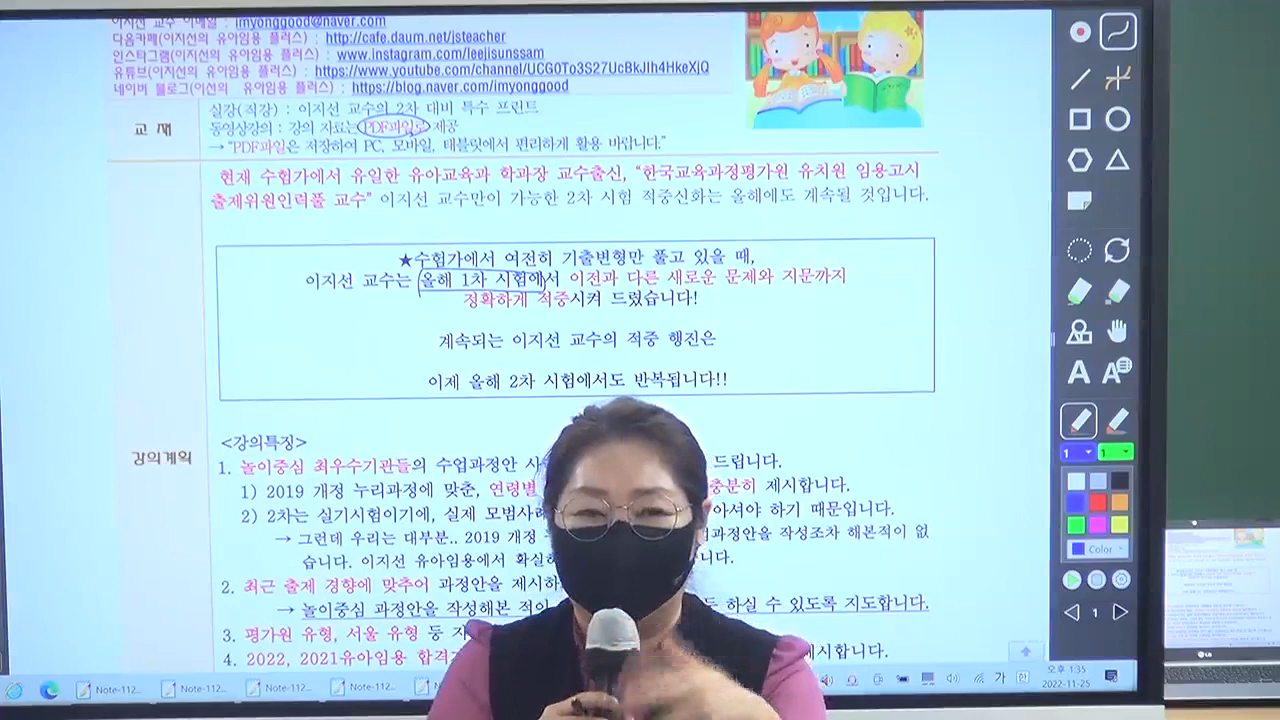 이지선 교수 이메일 : imyonggood@naver.com
다음카페(이지선의 유아임용 플러스) : http://cafe.daum.net/jsteacher
인스타그램(이지선의 유아임용 플러스) : www.instagram.com/leejisunssam
유튜브(이지선의 유아임용 플러스) : https://www.youtube.com/channel/UCG0To3S27UcBkJIh4HkeXjQ
네이버 블로그(이선의 유아임용 플러스) : https://blog.naver.com/imyonggood
교 재
실강(직강) : 이지선 교수의 2차 대비 특수 프린트
동영상강의 : 강의 자료는 PDF파일로 제공
→ "PDF파일은 저장하여 PC, 모바일, 태블릿에서 편리하게 활용 바랍니다."
현재 수험가에서 유일한 유아교육과 학과장 교수출신, "한국교육과정평가원 유치원 임용고시
출제위원인력풀 교수" 이지선 교수만이 가능한 2차 시험 적중신화는 올해에도 계속될 것입니다.
★수험가에서 여전히 기출변형만 풀고 있을 때,
이지선 교수는 올해 1차 시험에서 이전과 다른 새로운 문제와 지문까지
정확하게 적중시켜 드렸습니다!
계속되는 이지선 교수의 적중 행진은
이제 올해 2차 시험에서도 반복됩니다!!
강의계획
<강의특징>
1. 놀이중심 최우수기관들의 수업과정안 드립니다.
1) 2019 개정 누리과정에 맞춘, 연령별 충분히 제시합니다.
2) 2차는 실기시험이기에, 실제 모범사례 아셔야 하기 때문입니다.
→ 그런데 우리는 대부분.. 2019 개정 과정안을 작성조차 해본적이 없
습니다. 이지선 유아임용에서 확실하 니다.
2. 최근 출제 경향에 맞추어 과정안을 제시하
→ 놀이중심 과정안을 작성해본 적이 하실 수 있도록 지도합니다.
3. 평가원 유형, 서울 유형 등
4. 2022, 2021유아임용 합격 제시합니다.
A A
1 1
Color
1
Note-112...
Note-112...
Note-112...
Note-112...
가 한
오후 1:35
2022-11-25
LG